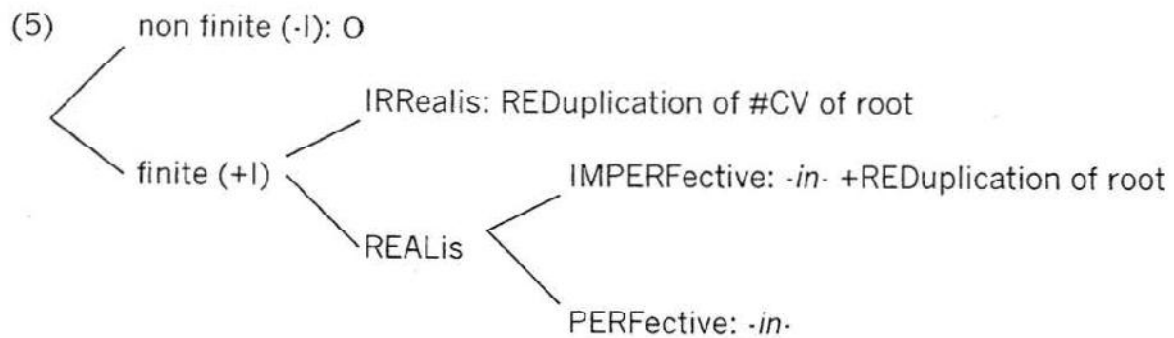 (5) non finite (-I): O
IRRealis: REDuplication of #CV of root
finite (+I)
IMPERFective: -in- +REDuplication of root
REALis
PERFective: -in-